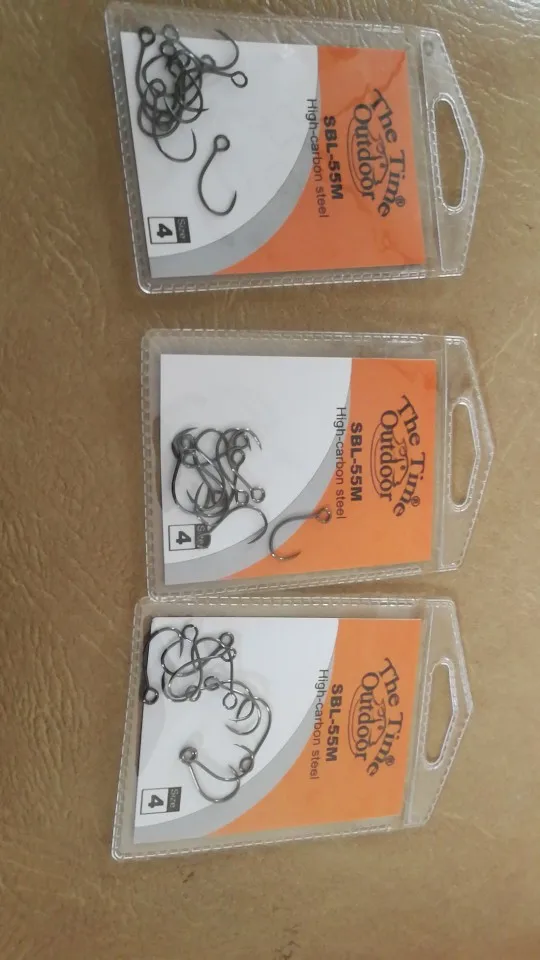 The Time®
Outdoor
SBL-55M
High-carbon steel
Size
4
The Time®
Outdoor
SBL-55M
High-carbon steel
Size
4
The Time®
Outdoor
SBL-55M
High-carbon steel
Size
4